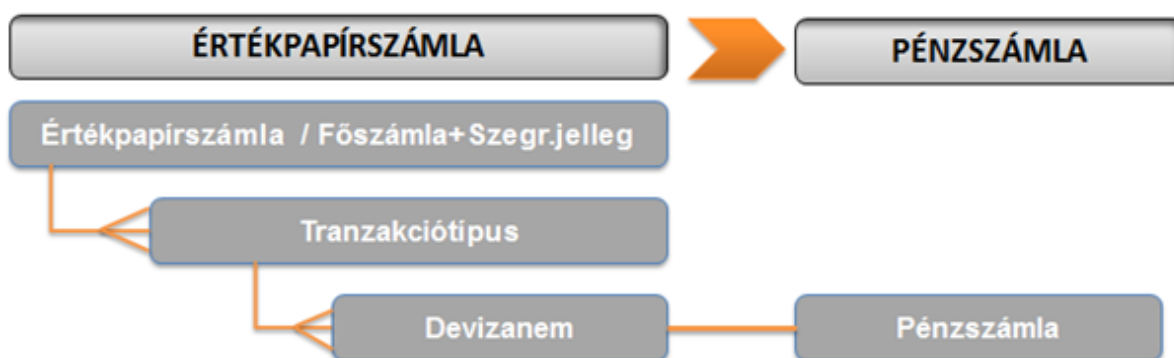 ÉRTÉKPAPÍRSZÁMLA
PÉNZSZÁMLA
Értékpapírszámla / Főszámla+Szegr.jelleg
Tranzakciótípus
Devizanem
Pénzszámla